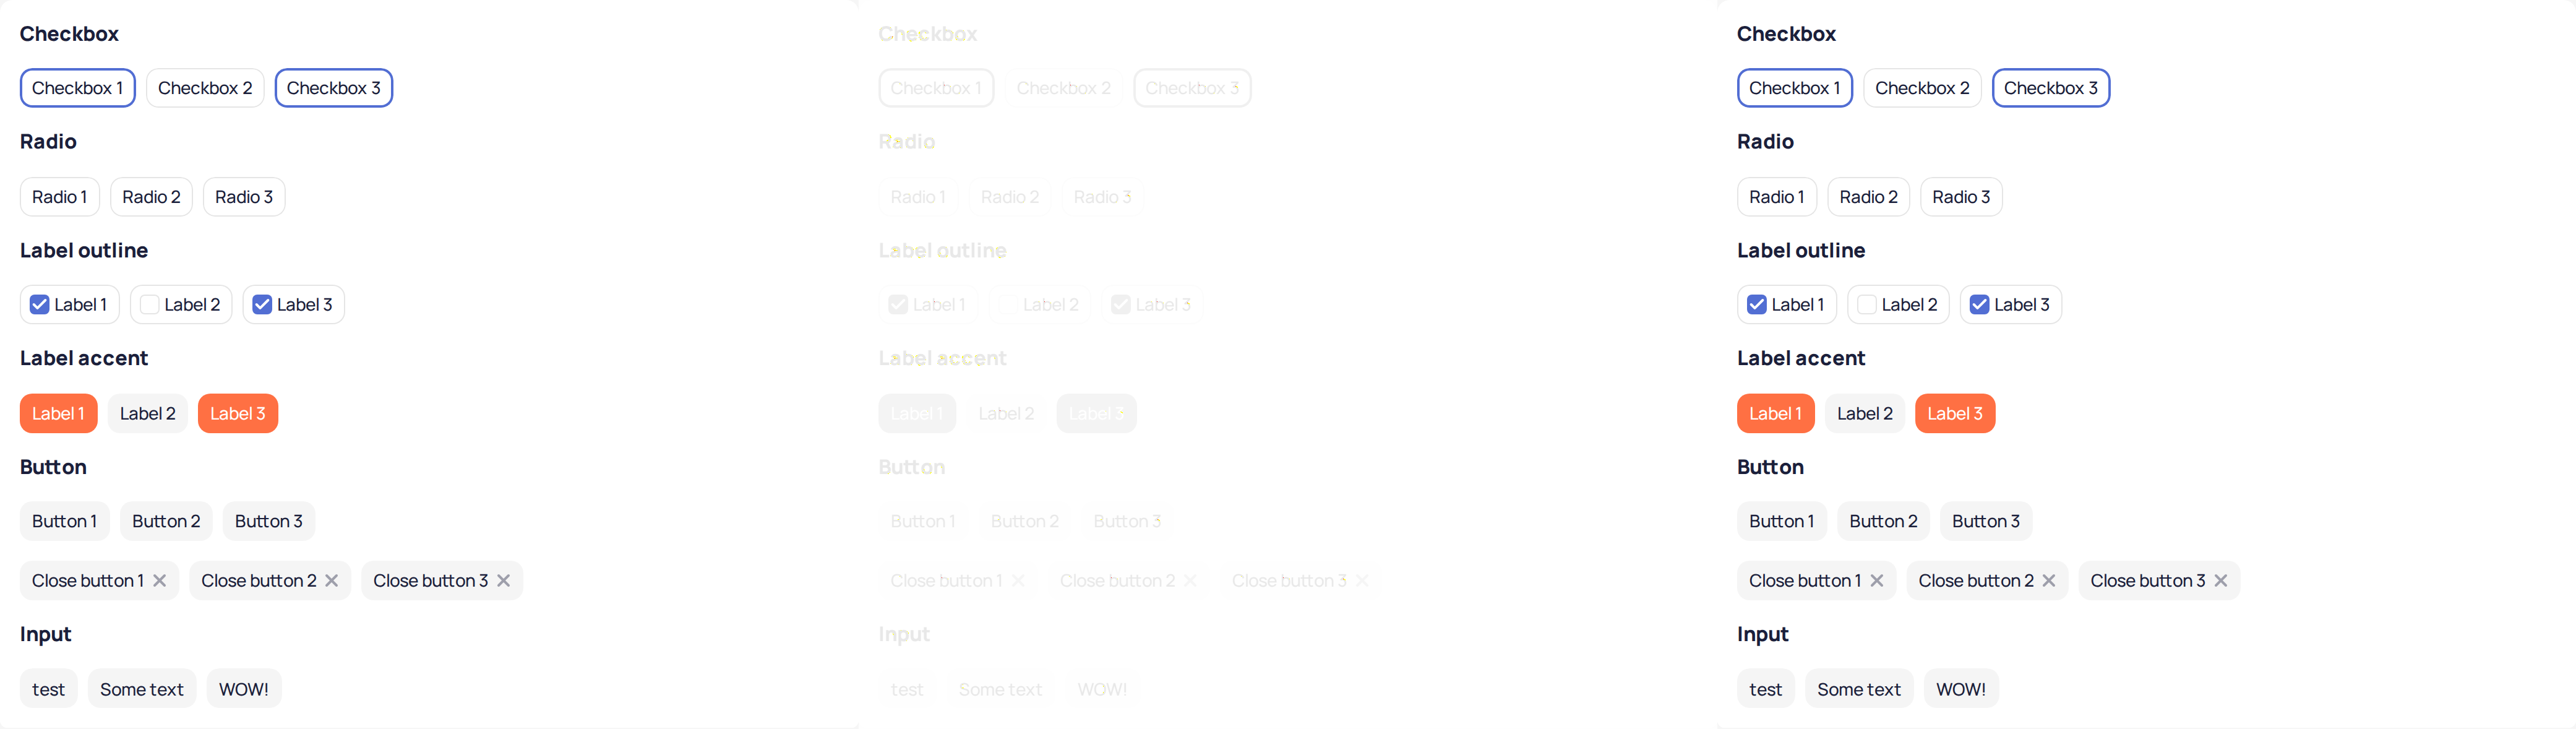 Checkbox
Checkbox 1 Checkbox 2 Checkbox 3
Radio
Radio 1 Radio 2 Radio 3
Label outline
Label 1 Label 2 Label 3
Label accent
Label 1 Label 2 Label 3
Button
Button 1 Button 2 Button 3
Close button 1 Close button 2 Close button 3
Input
test Some text WOW!
Checkbox
Checkbox 1 Checkbox 2 Checkbox 3
Radio
Radio 1 Radio 2 Radio 3
Label outline
Label 1 Label 2 Label 3
Label accent
Label 1 Label 2 Label 3
Button
Button 1 Button 2 Button 3
Close button 1 Close button 2 Close button 3
Input
test Some text WOW!
Checkbox
Checkbox 1 Checkbox 2 Checkbox 3
Radio
Radio 1 Radio 2 Radio 3
Label outline
Label 1 Label 2 Label 3
Label accent
Label 1 Label 2 Label 3
Button
Button 1 Button 2 Button 3
Close button 1 Close button 2 Close button 3
Input
test Some text WOW!